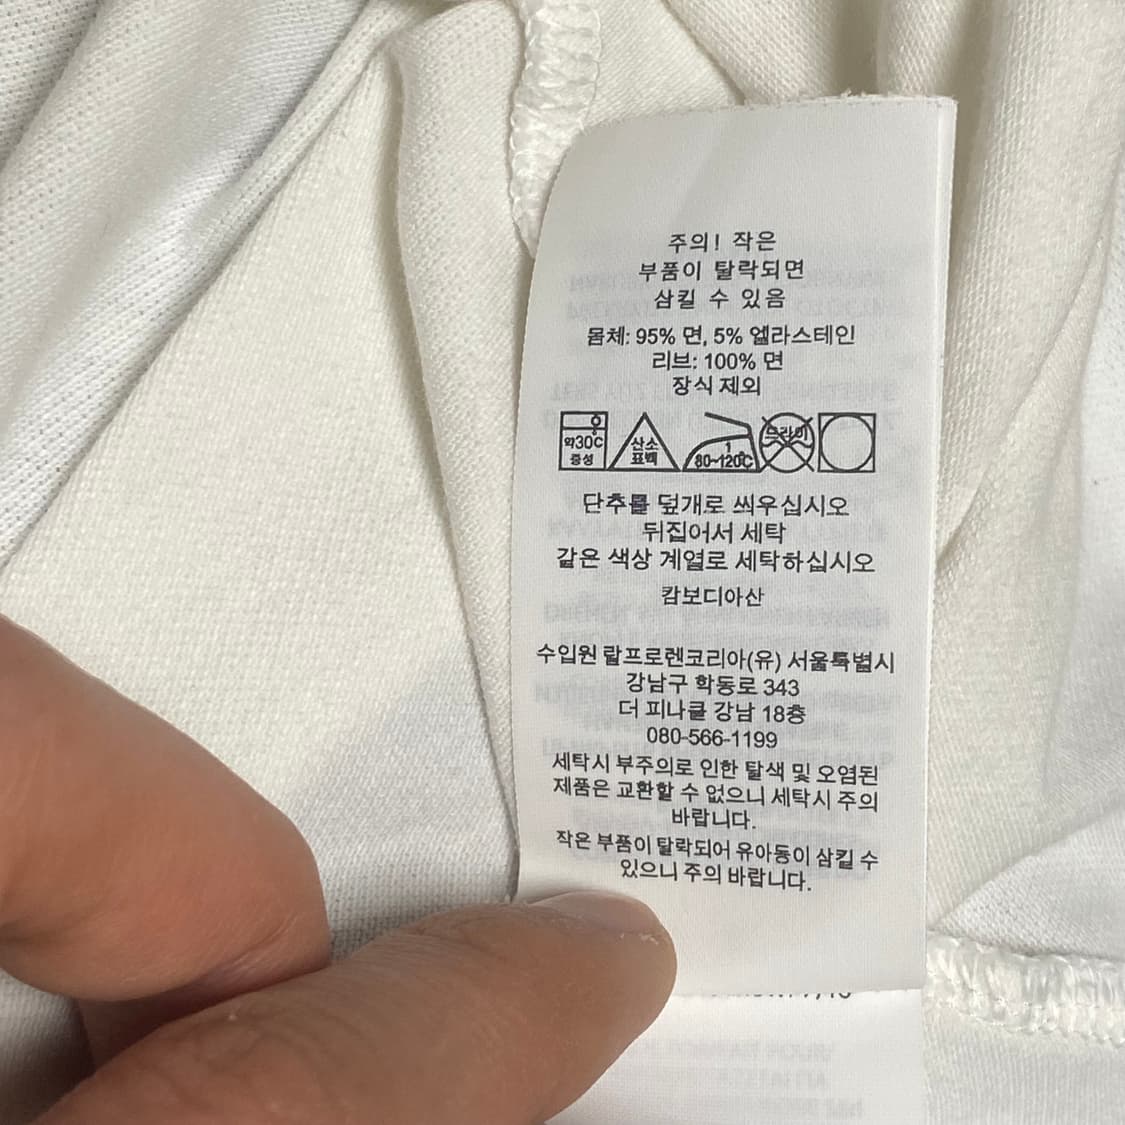 주의! 작은
부품이 탈락되면
삼킬 수 있음
몸체: 95% 면, 5% 엘라스테인
리브: 100% 면
장식 제외
약30℃ 중성
산소 표백
1 80~120℃
드라이
단추를 덮개로 씌우십시오
뒤집어서 세탁
같은 색상 계열로 세탁하십시오
캄보디아산
수입원 랄프로렌코리아(유) 서울특별시
강남구 학동로 343
더 피나클 강남 18층
080-566-1199
세탁시 부주의로 인한 탈색 및 오염된
제품은 교환할 수 없으니 세탁시 주의
바랍니다.
작은 부품이 탈락되어 유아동이 삼킬 수
있으니 주의 바랍니다.